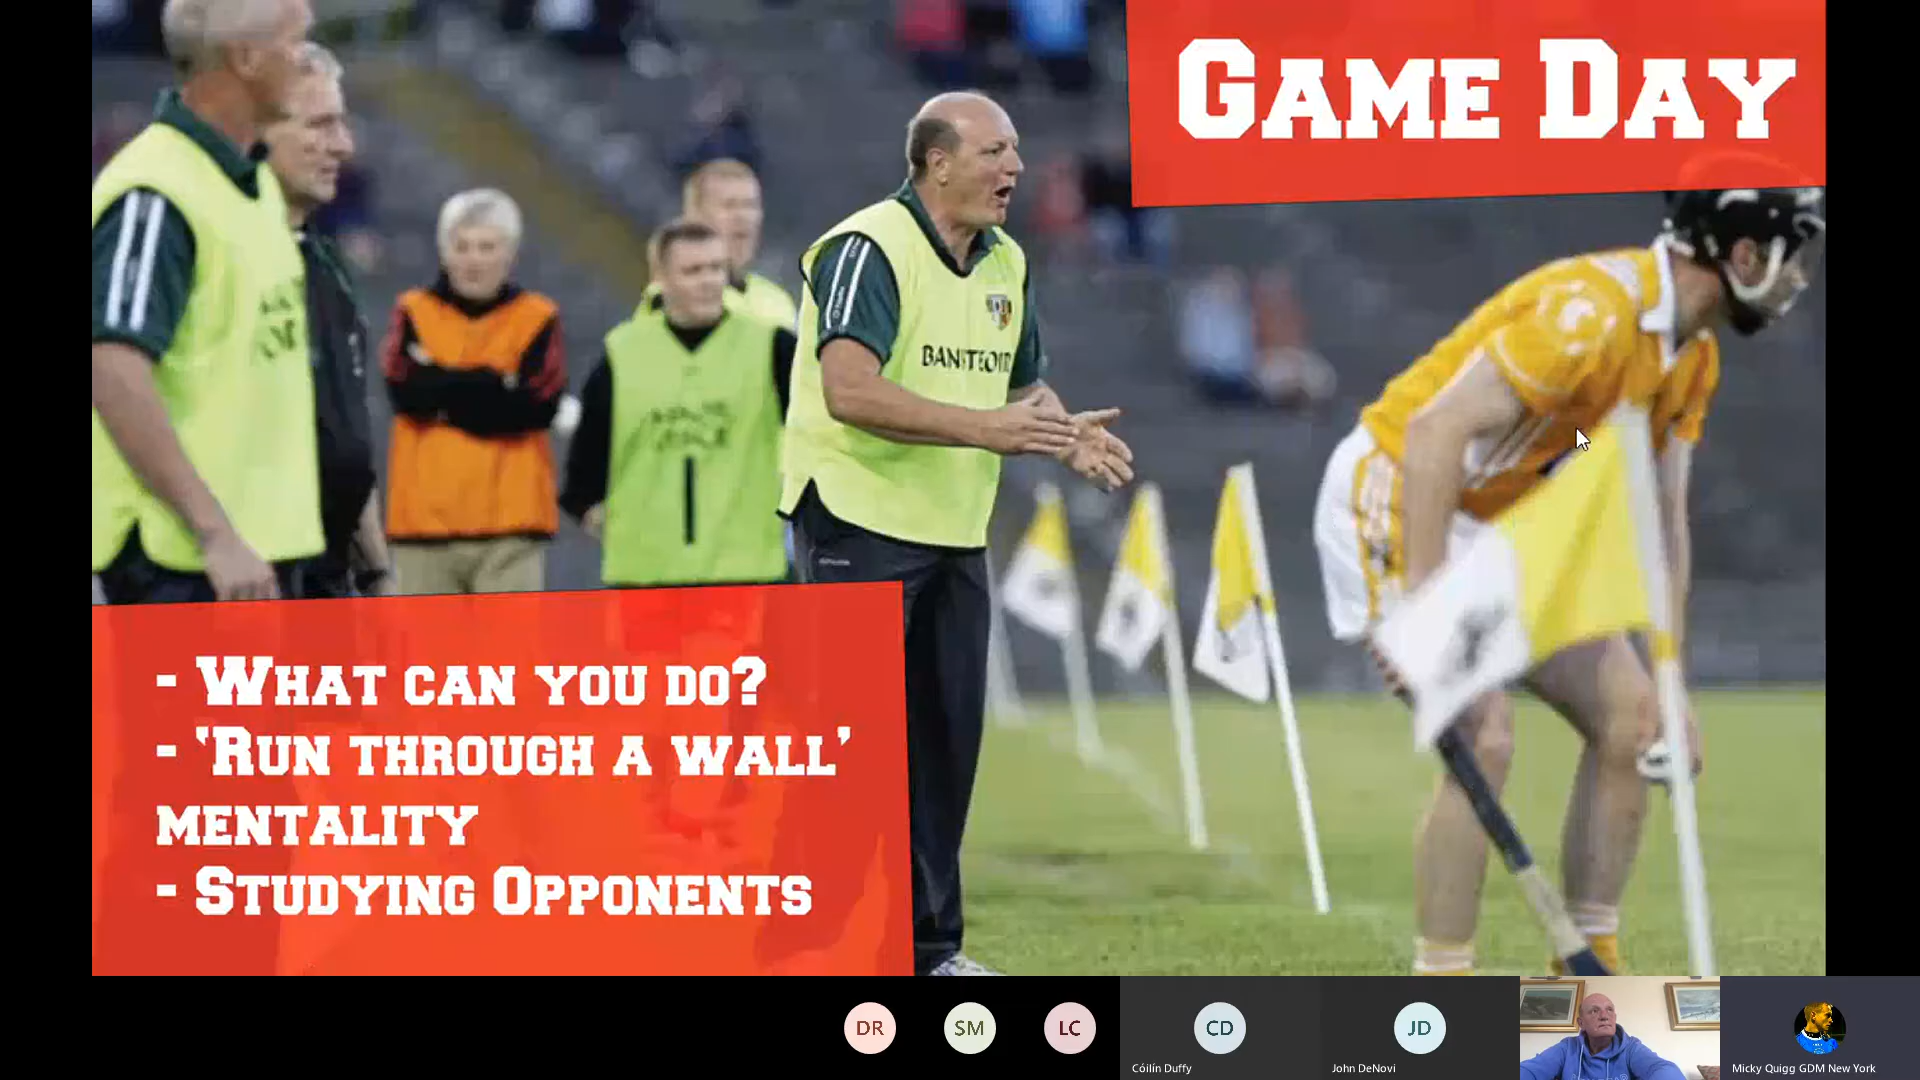 GAME DAY
BAINISTEOIR
- WHAT CAN YOU DO?
- ‘RUN THROUGH A WALL’
MENTALITY
- STUDYING OPPONENTS
DR
SM
LC
CD
JD
Cóilín Duffy
John DeNovi
Micky Quigg GDM New York